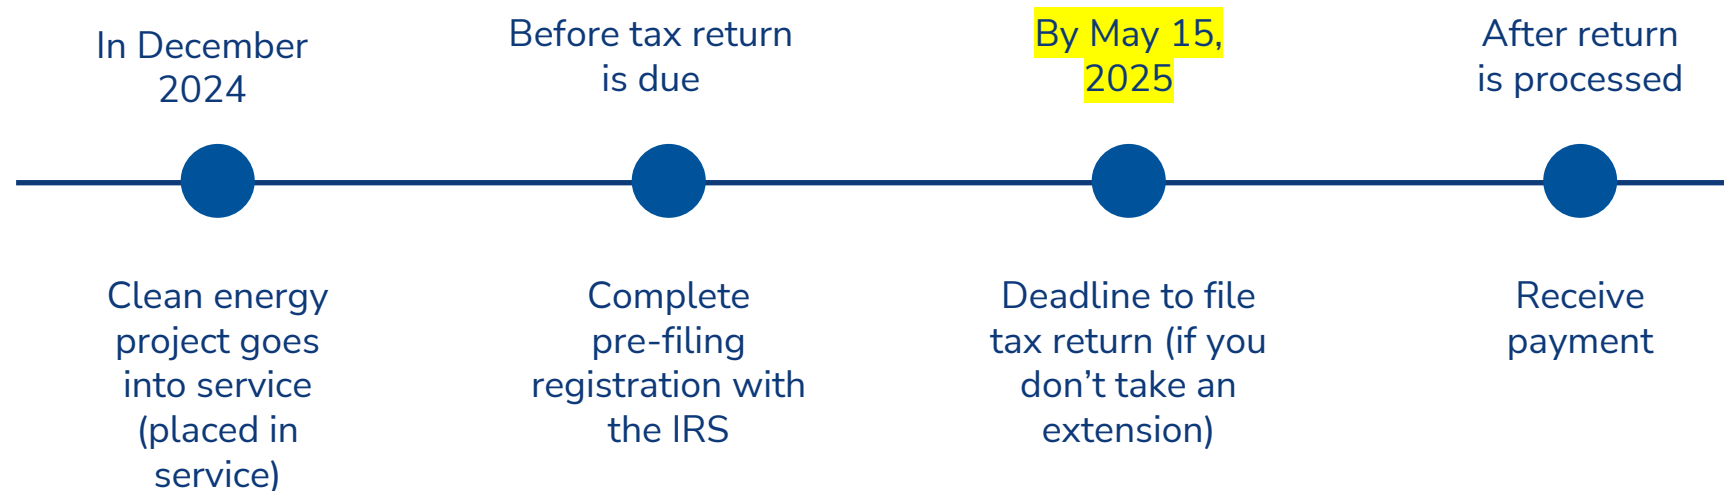 In December
2024
Before tax return
is due
By May 15,
2025
After return
is processed
Clean energy
project goes
into service
(placed in
service)
Complete
pre-filing
registration with
the IRS
Deadline to file
tax return (if you
don’t take an
extension)
Receive
payment